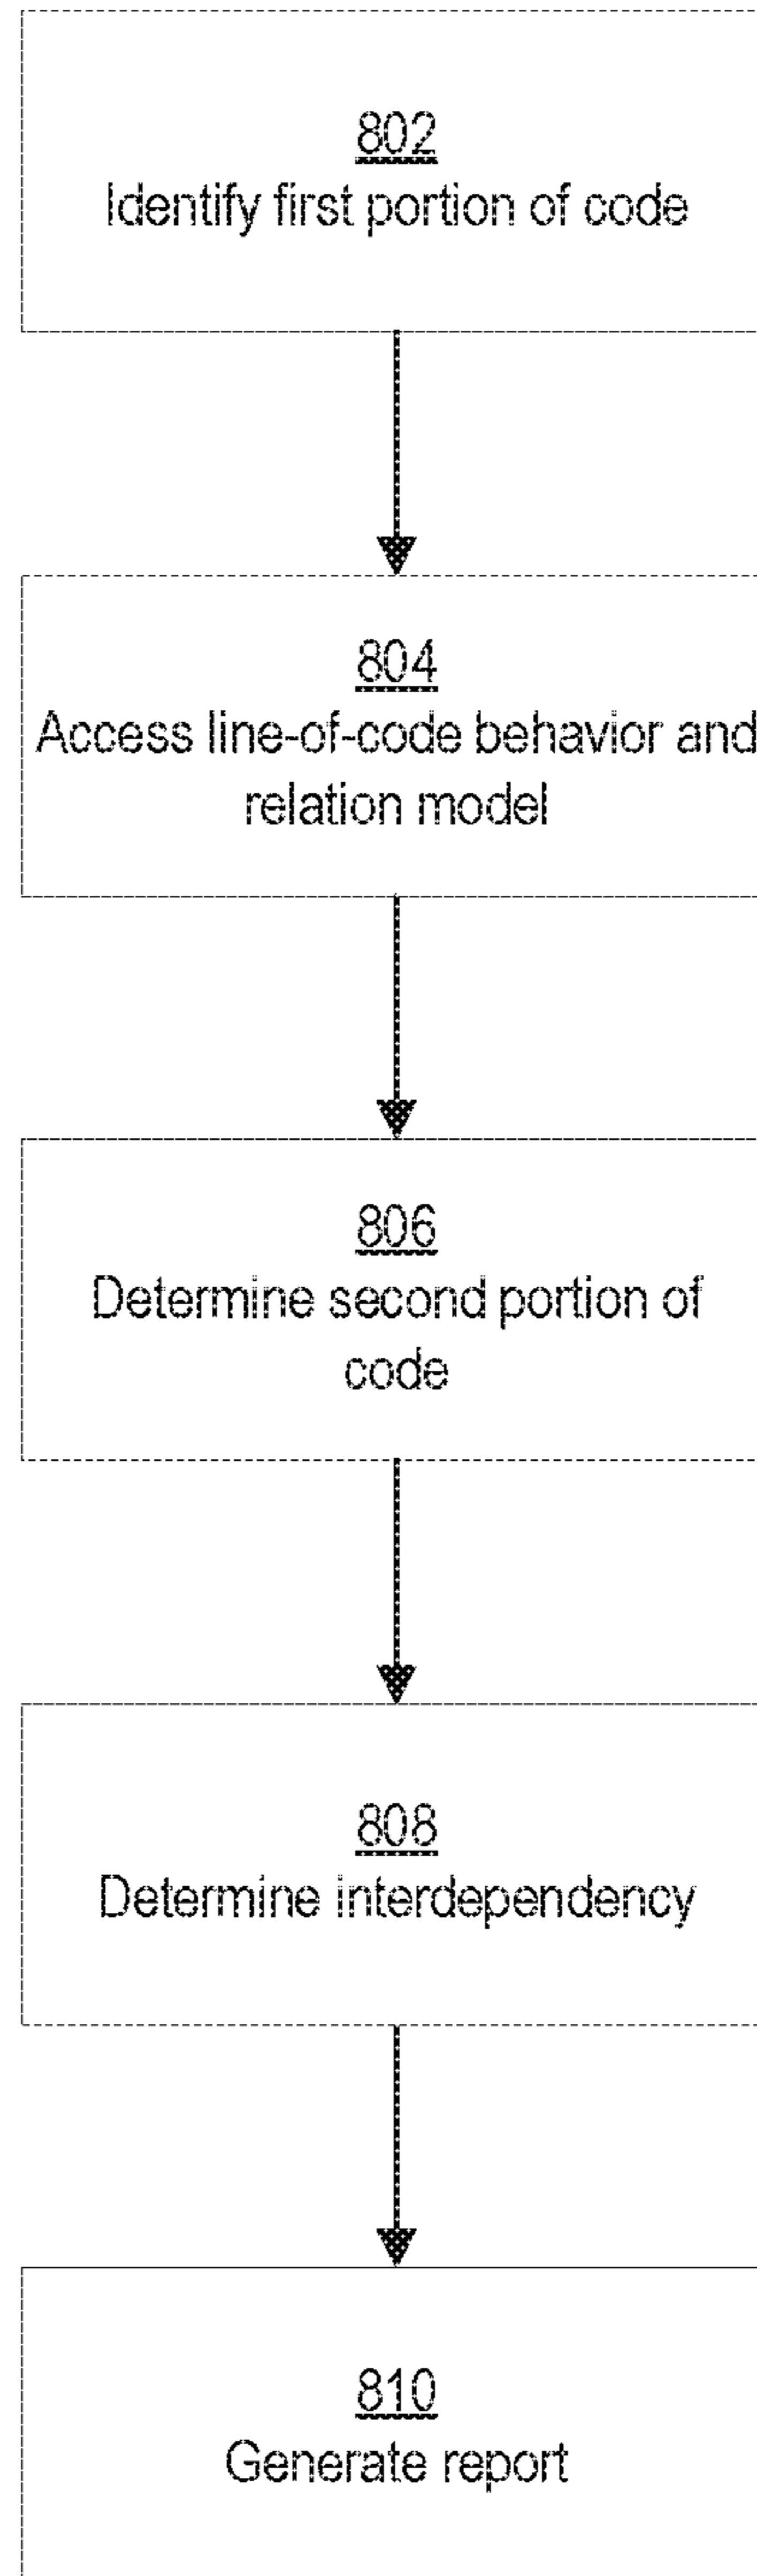 802
Identify first portion of code
804
Access line-of-code behavior and
relation model
806
Determine second portion of
code
808
Determine interdependency
810
Generate report